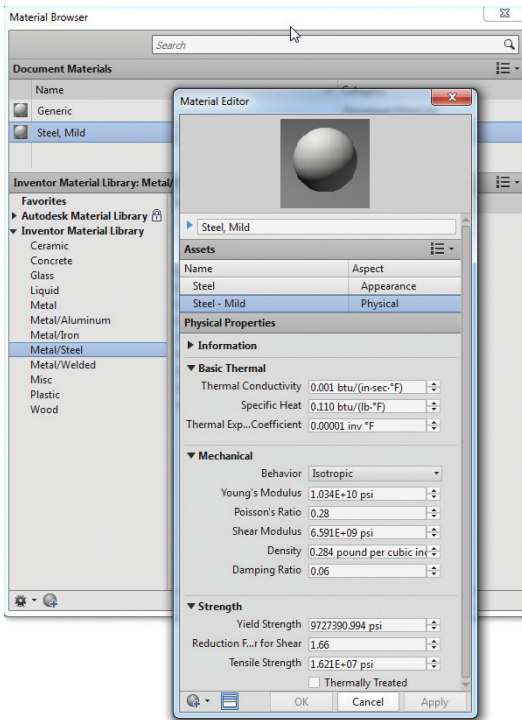 Material Browser
Search
Document Materials
Name
Generic
Steel, Mild
Inventor Material Library: Metal/
Favorites
Autodesk Material Library
Inventor Material Library
Ceramic
Concrete
Glass
Liquid
Metal
Metal/Aluminum
Metal/Iron
Metal/Steel
Metal/Welded
Misc
Plastic
Wood
Material Editor
Steel, Mild
Assets
Name Aspect
Steel Appearance
Steel - Mild Physical
Physical Properties
Information
Basic Thermal
Thermal Conductivity 0.001 btu/(in·sec·°F)
Specific Heat 0.110 btu/(lb·°F)
Thermal Exp...Coefficient 0.00001 inv °F
Mechanical
Behavior Isotropic
Young's Modulus 1.034E+10 psi
Poisson's Ratio 0.28
Shear Modulus 6.591E+09 psi
Density 0.284 pound per cubic in
Damping Ratio 0.06
Strength
Yield Strength 9727390.994 psi
Reduction F...r for Shear 1.66
Tensile Strength 1.621E+07 psi
Thermally Treated
OK Cancel Apply